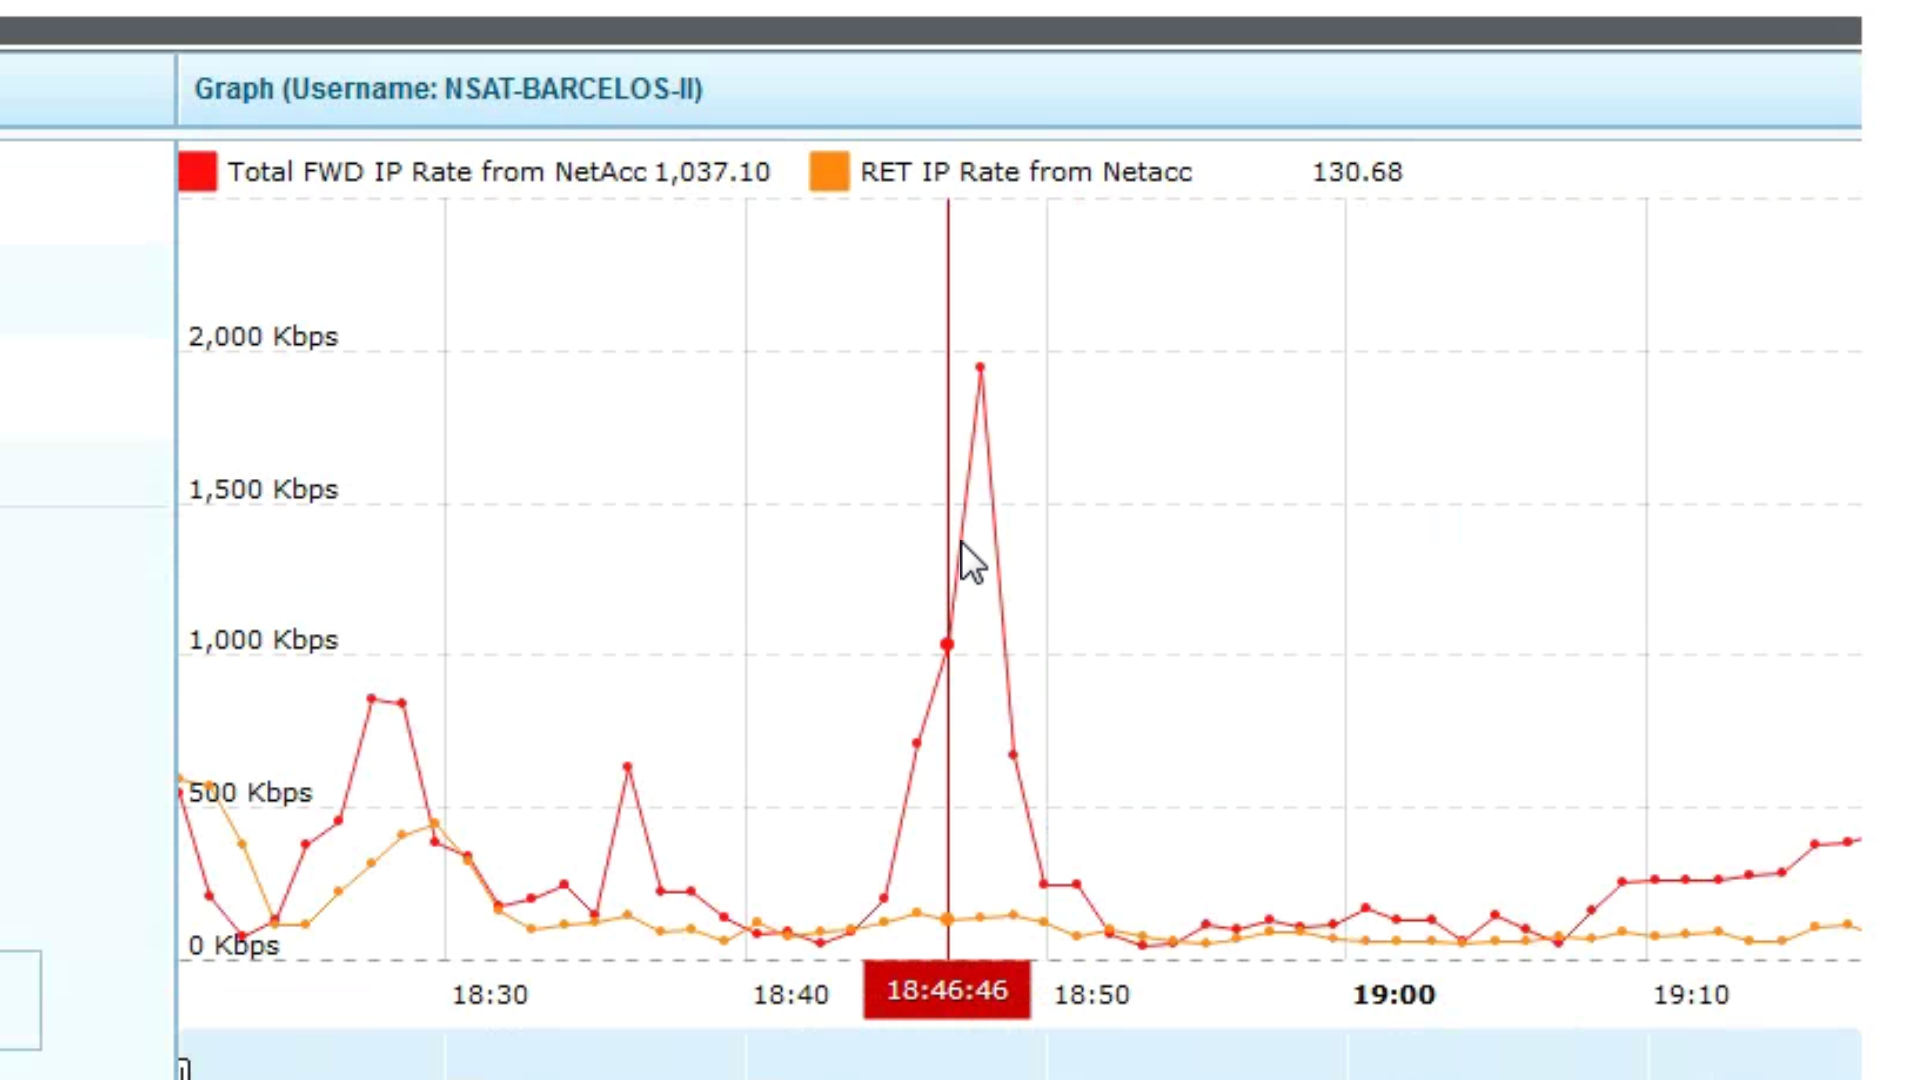 Graph (Username: NSAT-BARCELOS-II)
Total FWD IP Rate from NetAcc 1,037.10 RET IP Rate from Netacc 130.68
2,000 Kbps
1,500 Kbps
1,000 Kbps
500 Kbps
0 Kbps
18:30 18:40 18:46:46 18:50 19:00 19:10